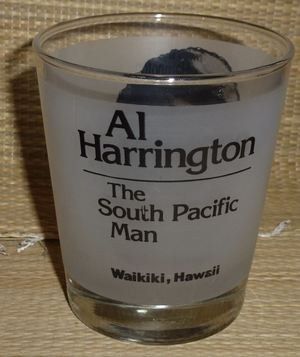 Al
Harrington
The
South Pacific
Man
Waikiki, Hawaii